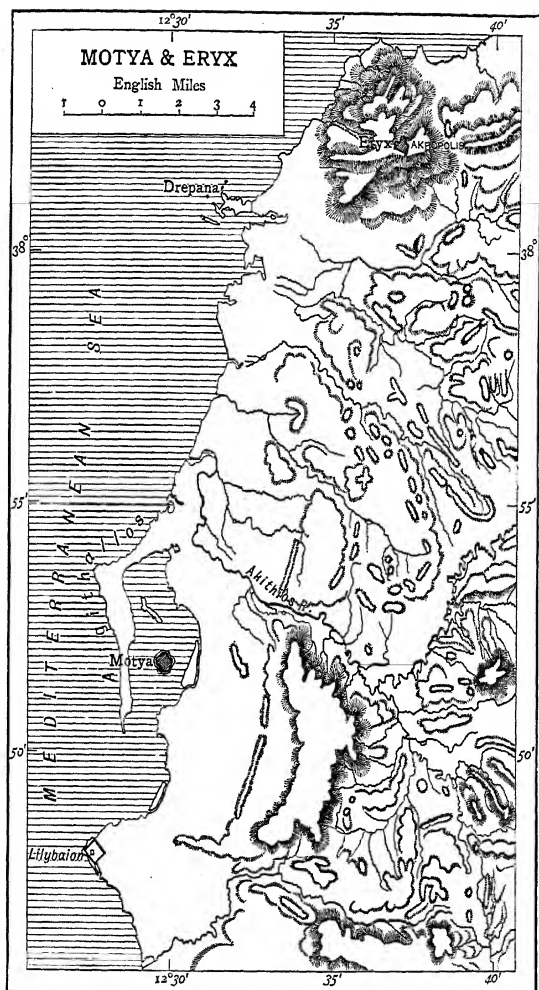 12°30' 35' 40'
MOTYA & ERYX
English Miles
1 0 1 2 3 4
Eryx AKROPOLIS
Drepana
38° 38°
MEDITERRANEAN SEA
55' 55'
Aigithallos
Akithios R.
Motya
50' 50'
Lilybaion
12°30' 35' 40'